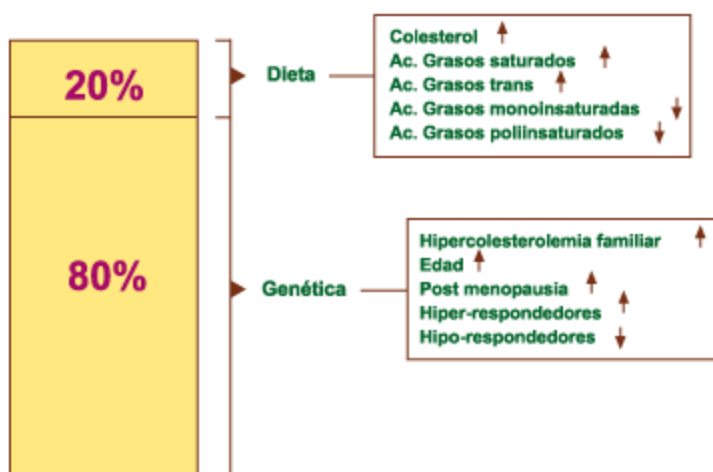 20%
Dieta
Colesterol ↑
Ac. Grasos saturados ↑
Ac. Grasos trans ↑
Ac. Grasos monoinsaturadas ↓
Ac. Grasos poliinsaturados ↓
80%
Genética
Hipercolesterolemia familiar ↑
Edad ↑
Post menopausia ↑
Hiper-respondedores ↑
Hipo-respondedores ↓